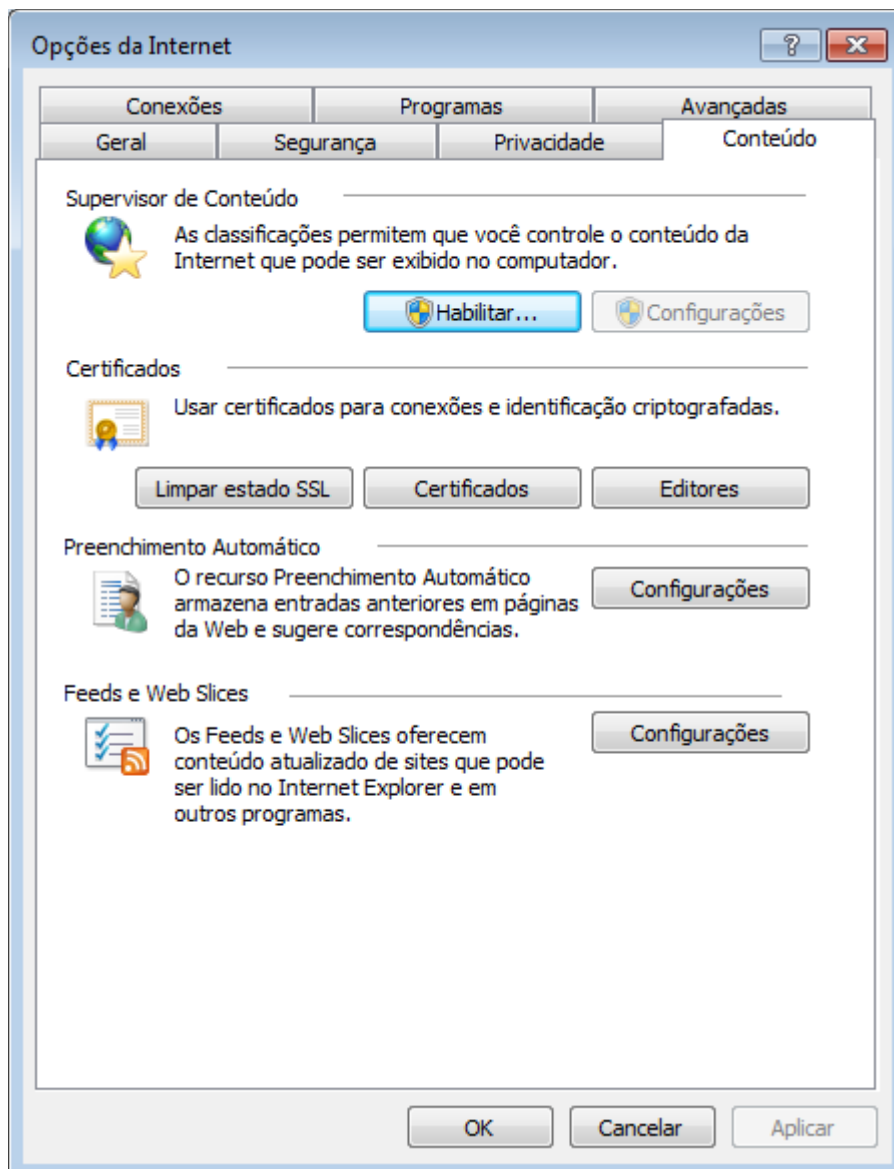 Opções da Internet
Conexões
Programas
Avançadas
Geral
Segurança
Privacidade
Conteúdo
Supervisor de Conteúdo
As classificações permitem que você controle o conteúdo da
Internet que pode ser exibido no computador.
Habilitar...
Configurações
Certificados
Usar certificados para conexões e identificação criptografadas.
Limpar estado SSL
Certificados
Editores
Preenchimento Automático
O recurso Preenchimento Automático
armazena entradas anteriores em páginas
da Web e sugere correspondências.
Configurações
Feeds e Web Slices
Os Feeds e Web Slices oferecem
conteúdo atualizado de sites que pode
ser lido no Internet Explorer e em
outros programas.
Configurações
OK
Cancelar
Aplicar